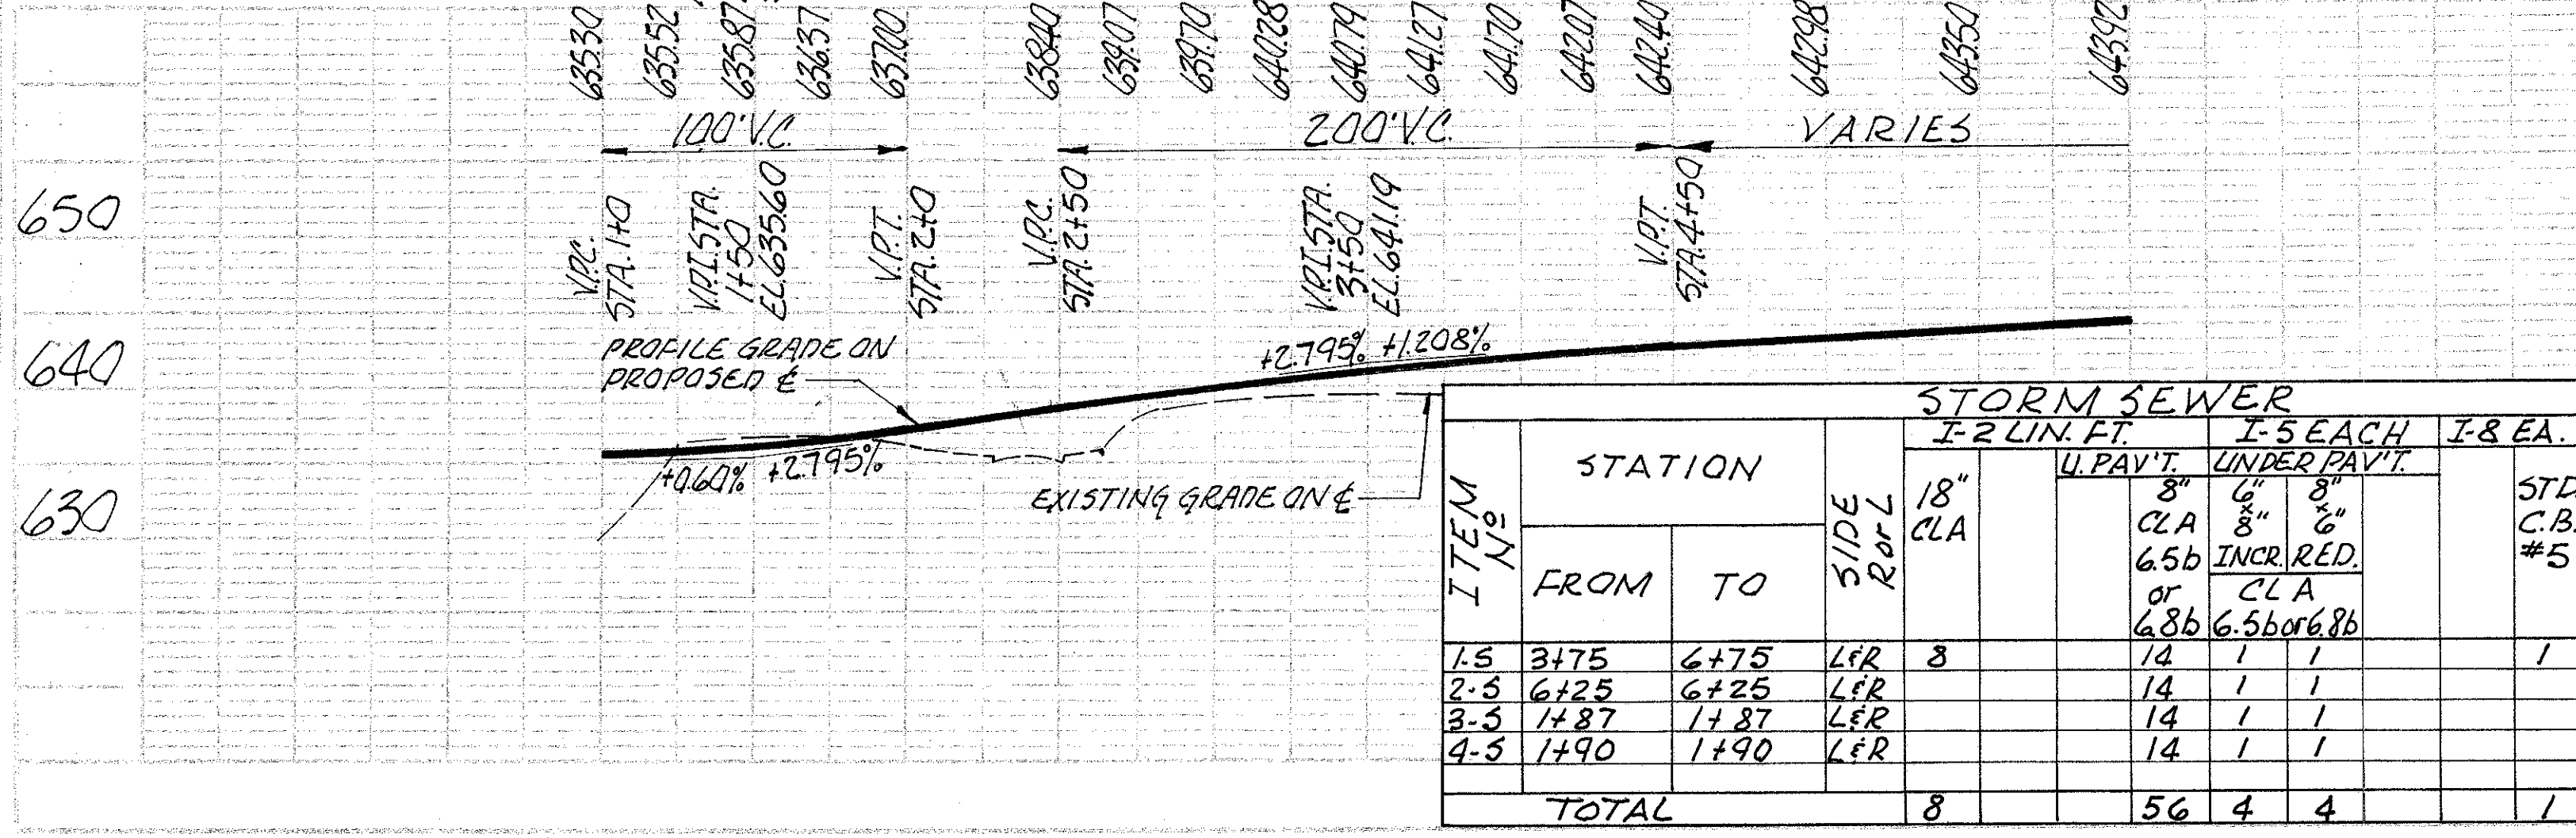 635.30 635.52 635.87 636.37 637.00 638.40 639.07 639.70 640.28 640.79 641.27 641.70 642.07 642.40 642.98 643.50 643.92
100' V.C. 200' V.C. VARIES
650
V.P.C.
STA. 1+0
V.P.I. STA.
1+50
EL. 635.60
V.P.T.
STA. 2+0
V.P.C.
STA. 2+50
V.P.I. STA.
3+50
EL. 641.19
V.P.T.
STA. 4+50
640
PROFILE GRADE ON
PROPOSED ℄
+2.795% +1.208%
+0.60% +2.795%
630
EXISTING GRADE ON ℄
STORM SEWER
ITEM
Nº
STATION
FROM TO
SIDE
R or L
I-2 LIN. FT. I-5 EACH I-8 EA.
U. PAV'T. UNDER PAV'T.
18"
CLA
8"
CLA
6.5b
or
6.8b
6"
x
8"
INCR.
8"
x
6"
RED.
CL A
6.5b or 6.8b
STD.
C.B.
#5
1-S 3+75 6+75 L&R 8 14 1 1 1
2-S 6+25 6+25 L&R 14 1 1
3-S 1+87 1+87 L&R 14 1 1
4-S 1+90 1+90 L&R 14 1 1
TOTAL 8 56 4 4 1